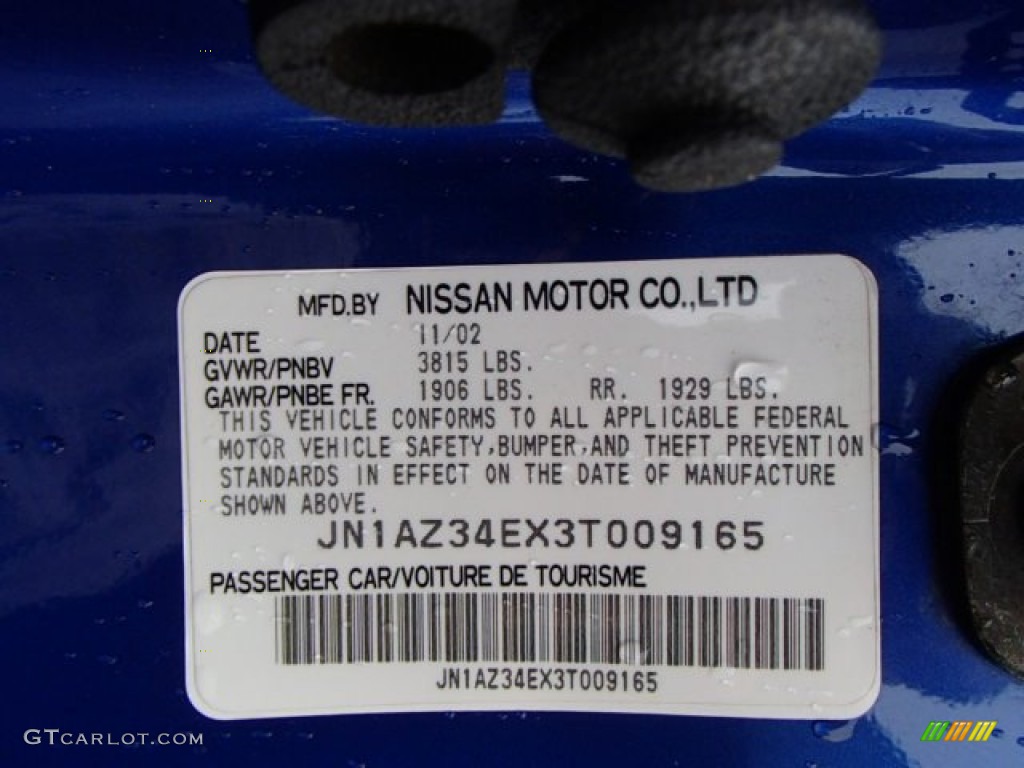 MFD.BY NISSAN MOTOR CO.,LTD
DATE 11/02
GVWR/PNBV 3815 LBS.
GAWR/PNBE FR. 1906 LBS. RR. 1929 LBS.
THIS VEHICLE CONFORMS TO ALL APPLICABLE FEDERAL
MOTOR VEHICLE SAFETY,BUMPER,AND THEFT PREVENTION
STANDARDS IN EFFECT ON THE DATE OF MANUFACTURE
SHOWN ABOVE.
JN1AZ34EX3T009165
PASSENGER CAR/VOITURE DE TOURISME
JN1AZ34EX3T009165
GTCARLOT.COM